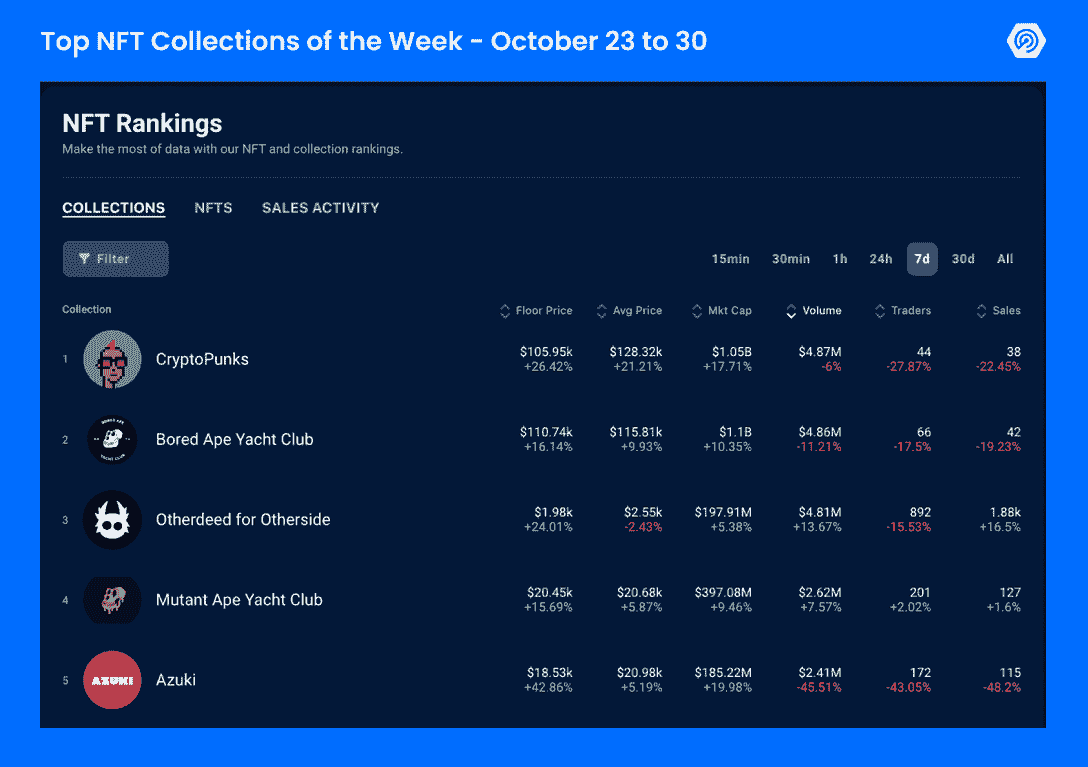 Top NFT Collections of the Week - October 23 to 30
NFT Rankings
Make the most of data with our NFT and collection rankings.
COLLECTIONS NFTS SALES ACTIVITY
Filter 15min 30min 1h 24h 7d 30d All
Collection Floor Price Avg Price Mkt Cap Volume Traders Sales
1 CryptoPunks $105.95k $128.32k $1.05B $4.87M 44 38
+26.42% +21.21% +17.71% -6% -27.87% -22.45%
BORED APE
YACHT CLUB
2 Bored Ape Yacht Club $110.74k $115.81k $1.1B $4.86M 66 42
+16.14% +9.93% +10.35% -11.21% -17.5% -19.23%
3 Otherdeed for Otherside $1.98k $2.55k $197.91M $4.81M 892 1.88k
+24.01% -2.43% +5.38% +13.67% -15.53% +16.5%
4 Mutant Ape Yacht Club $20.45k $20.68k $397.08M $2.62M 201 127
+15.69% +5.87% +9.46% +7.57% +2.02% +1.6%
5 AZUKI Azuki $18.53k $20.98k $185.22M $2.41M 172 115
+42.86% +5.19% +19.98% -45.51% -43.05% -48.2%